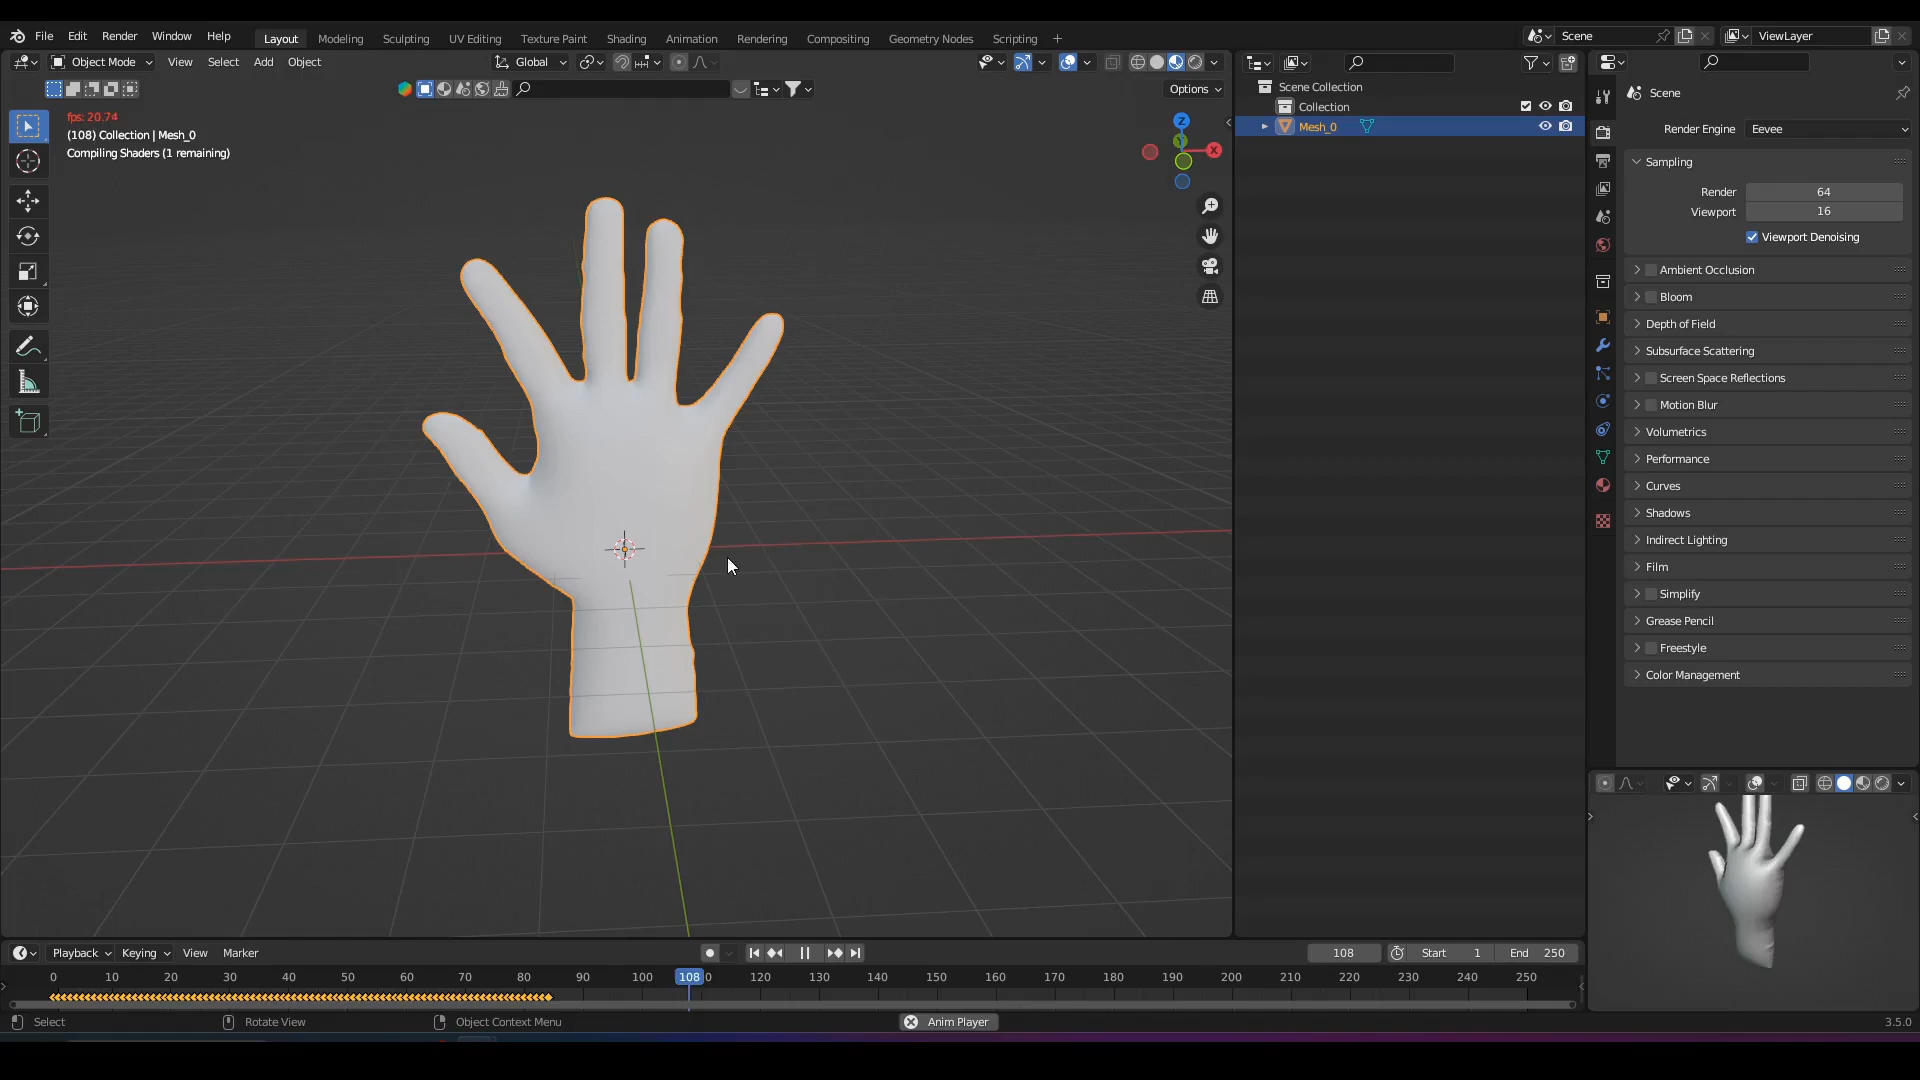 File Edit Render Window Help Layout Modeling Sculpting UV Editing Texture Paint Shading Animation Rendering Compositing Geometry Nodes Scripting + Scene ViewLayer
Object Mode View Select Add Object Global
Options
fps: 20.74
(108) Collection | Mesh_0
Compiling Shaders (1 remaining)
Z
X
Scene Collection
Collection
Mesh_0
Scene
Render Engine Eevee
Sampling
Render 64
Viewport 16
Viewport Denoising
Ambient Occlusion
Bloom
Depth of Field
Subsurface Scattering
Screen Space Reflections
Motion Blur
Volumetrics
Performance
Curves
Shadows
Indirect Lighting
Film
Simplify
Grease Pencil
Freestyle
Color Management
Playback Keying View Marker 108 Start 1 End 250
0 10 20 30 40 50 60 70 80 90 100 108 0 120 130 140 150 160 170 180 190 200 210 220 230 240 250
Select Rotate View Object Context Menu Anim Player 3.5.0